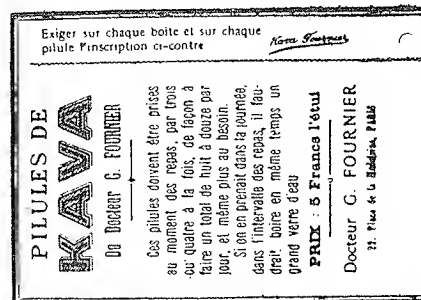 Exiger sur chaque boîte et sur chaque
pilule l'inscription ci-contre
Kava Fournier
PILULES DE
KAVA
Du Docteur G. FOURNIER
Ces pilules doivent être prises
au moment des repas, par trois
ou quatre à la fois, de façon à
faire un total de huit à douze par
jour, et même plus au besoin.
Si on en prenait dans la journée,
dans l'intervalle des repas, il fau-
drait boire en même temps un
grand verre d'eau
PRIX : 5 Francs l'étui
Docteur G. FOURNIER
22, Place de la Madeleine, PARIS